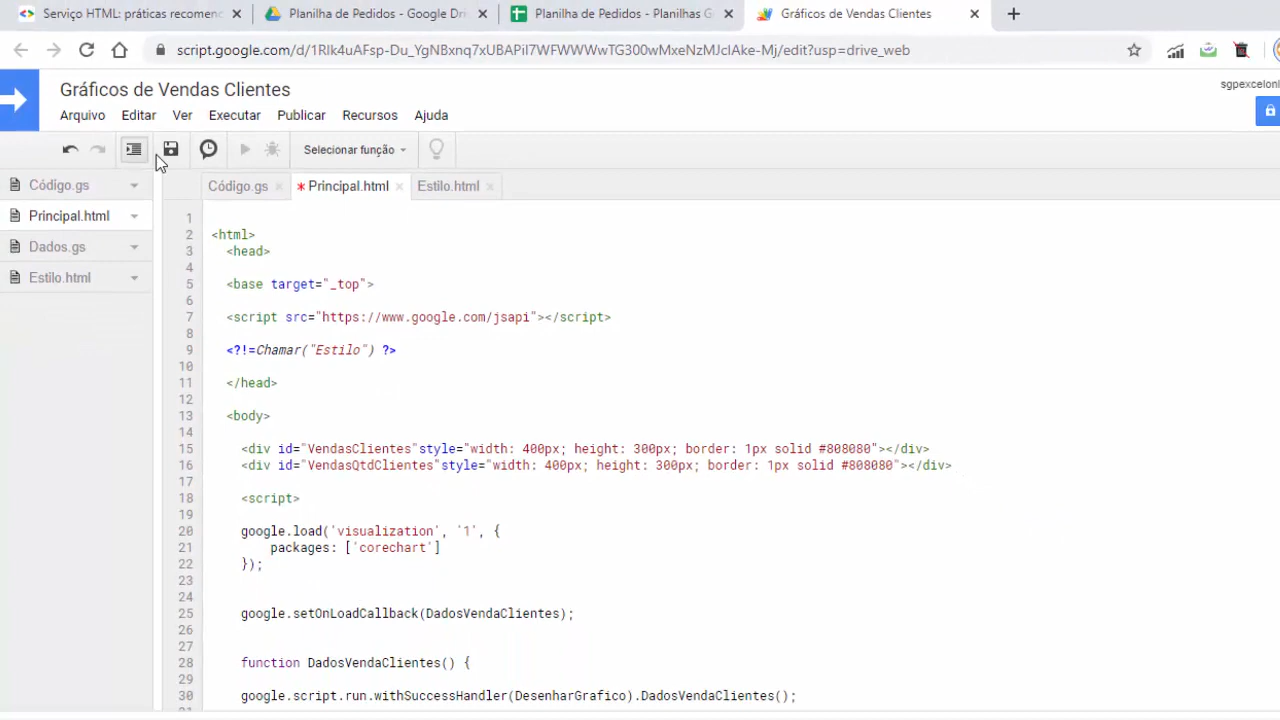 Serviço HTML: práticas recomenc
Planilha de Pedidos - Google Dri
Planilha de Pedidos - Planilhas G
Gráficos de Vendas Clientes
script.google.com/d/1Rlk4uAFsp-Du_YgNBxnq7xUBAPiI7WFWWWwTG300wMxeNzMJcIAke-Mj/edit?usp=drive_web
Gráficos de Vendas Clientes
sgpexcelonli
Arquivo Editar Ver Executar Publicar Recursos Ajuda
Selecionar função
Código.gs
Principal.html
Dados.gs
Estilo.html
Código.gs * Principal.html Estilo.html
1
2 <html>
3 <head>
4
5 <base target="_top">
6
7 <script src="https://www.google.com/jsapi"></script>
8
9 <?!=Chamar("Estilo") ?>
10
11 </head>
12
13 <body>
14
15 <div id="VendasClientes"style="width: 400px; height: 300px; border: 1px solid #808080"></div>
16 <div id="VendasQtdClientes"style="width: 400px; height: 300px; border: 1px solid #808080"></div>
17
18 <script>
19
20 google.load('visualization', '1', {
21 packages: ['corechart']
22 });
23
24
25 google.setOnLoadCallback(DadosVendaClientes);
26
27
28 function DadosVendaClientes() {
29
30 google.script.run.withSuccessHandler(DesenharGrafico).DadosVendaClientes();
31